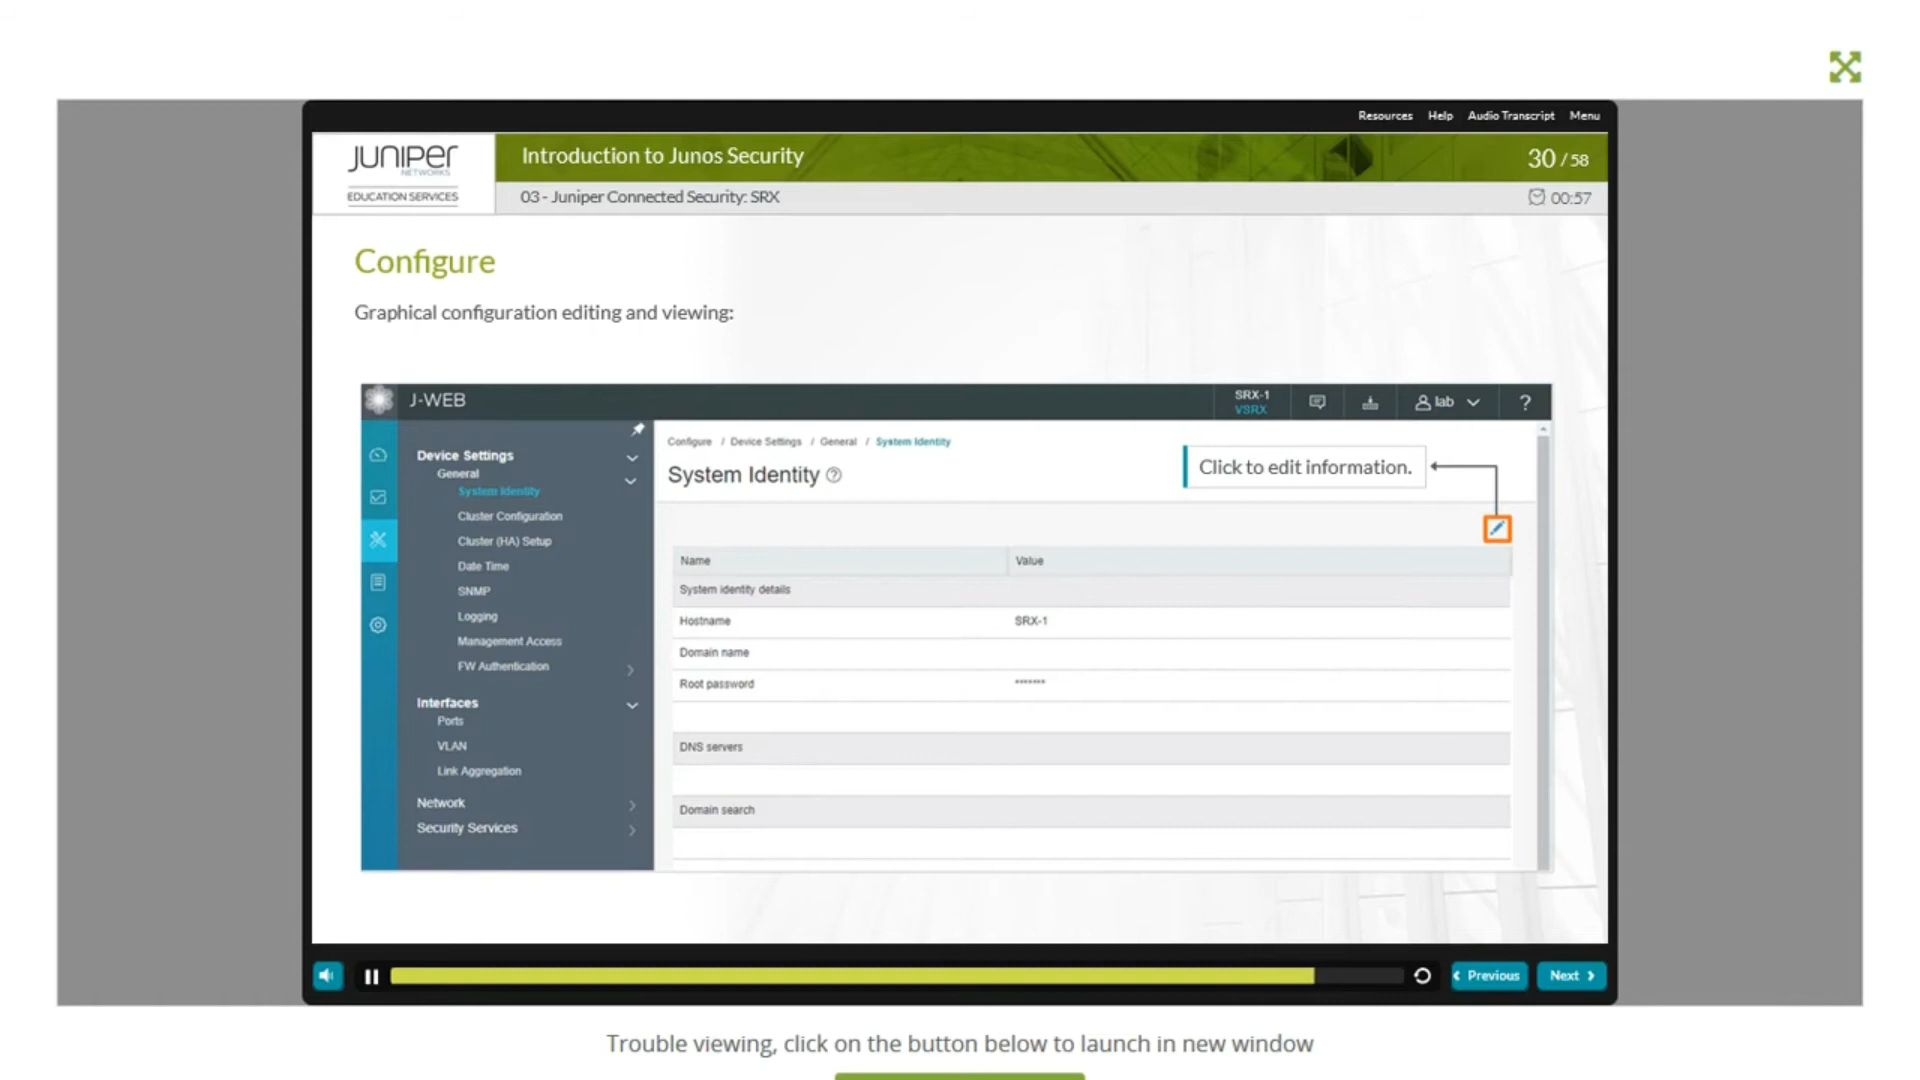 Resources Help Audio Transcript Menu
JUNIPER
NETWORKS
EDUCATION SERVICES
Introduction to Junos Security
30 / 58
03 - Juniper Connected Security: SRX
00:57
Configure
Graphical configuration editing and viewing:
J-WEB
SRX-1
VSRX
lab
?
Device Settings
General
System Identity
Cluster Configuration
Cluster (HA) Setup
Date Time
SNMP
Logging
Management Access
FW Authentication
Interfaces
Ports
VLAN
Link Aggregation
Network
Security Services
Configure / Device Settings / General / System Identity
System Identity ?
Click to edit information.
Name Value
System identity details
Hostname SRX-1
Domain name
Root password *******
DNS servers
Domain search
Previous
Next
Trouble viewing, click on the button below to launch in new window